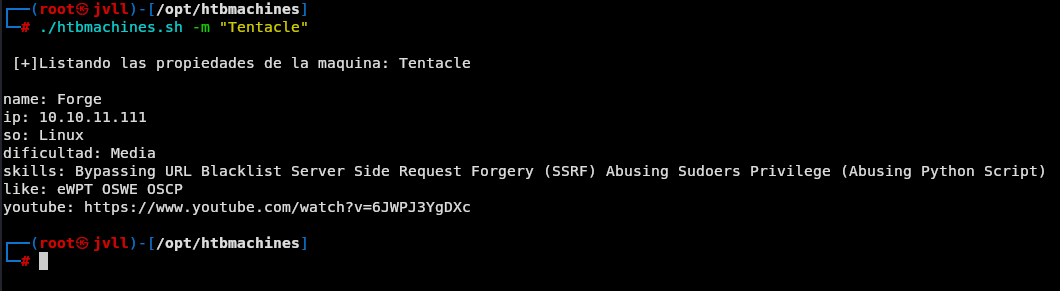 ┌──(root㉿jvll)-[/opt/htbmachines]
└─# ./htbmachines.sh -m "Tentacle"
[+]Listando las propiedades de la maquina: Tentacle
name: Forge
ip: 10.10.11.111
so: Linux
dificultad: Media
skills: Bypassing URL Blacklist Server Side Request Forgery (SSRF) Abusing Sudoers Privilege (Abusing Python Script)
like: eWPT OSWE OSCP
youtube: https://www.youtube.com/watch?v=6JWPJ3YgDXc
┌──(root㉿jvll)-[/opt/htbmachines]
└─#